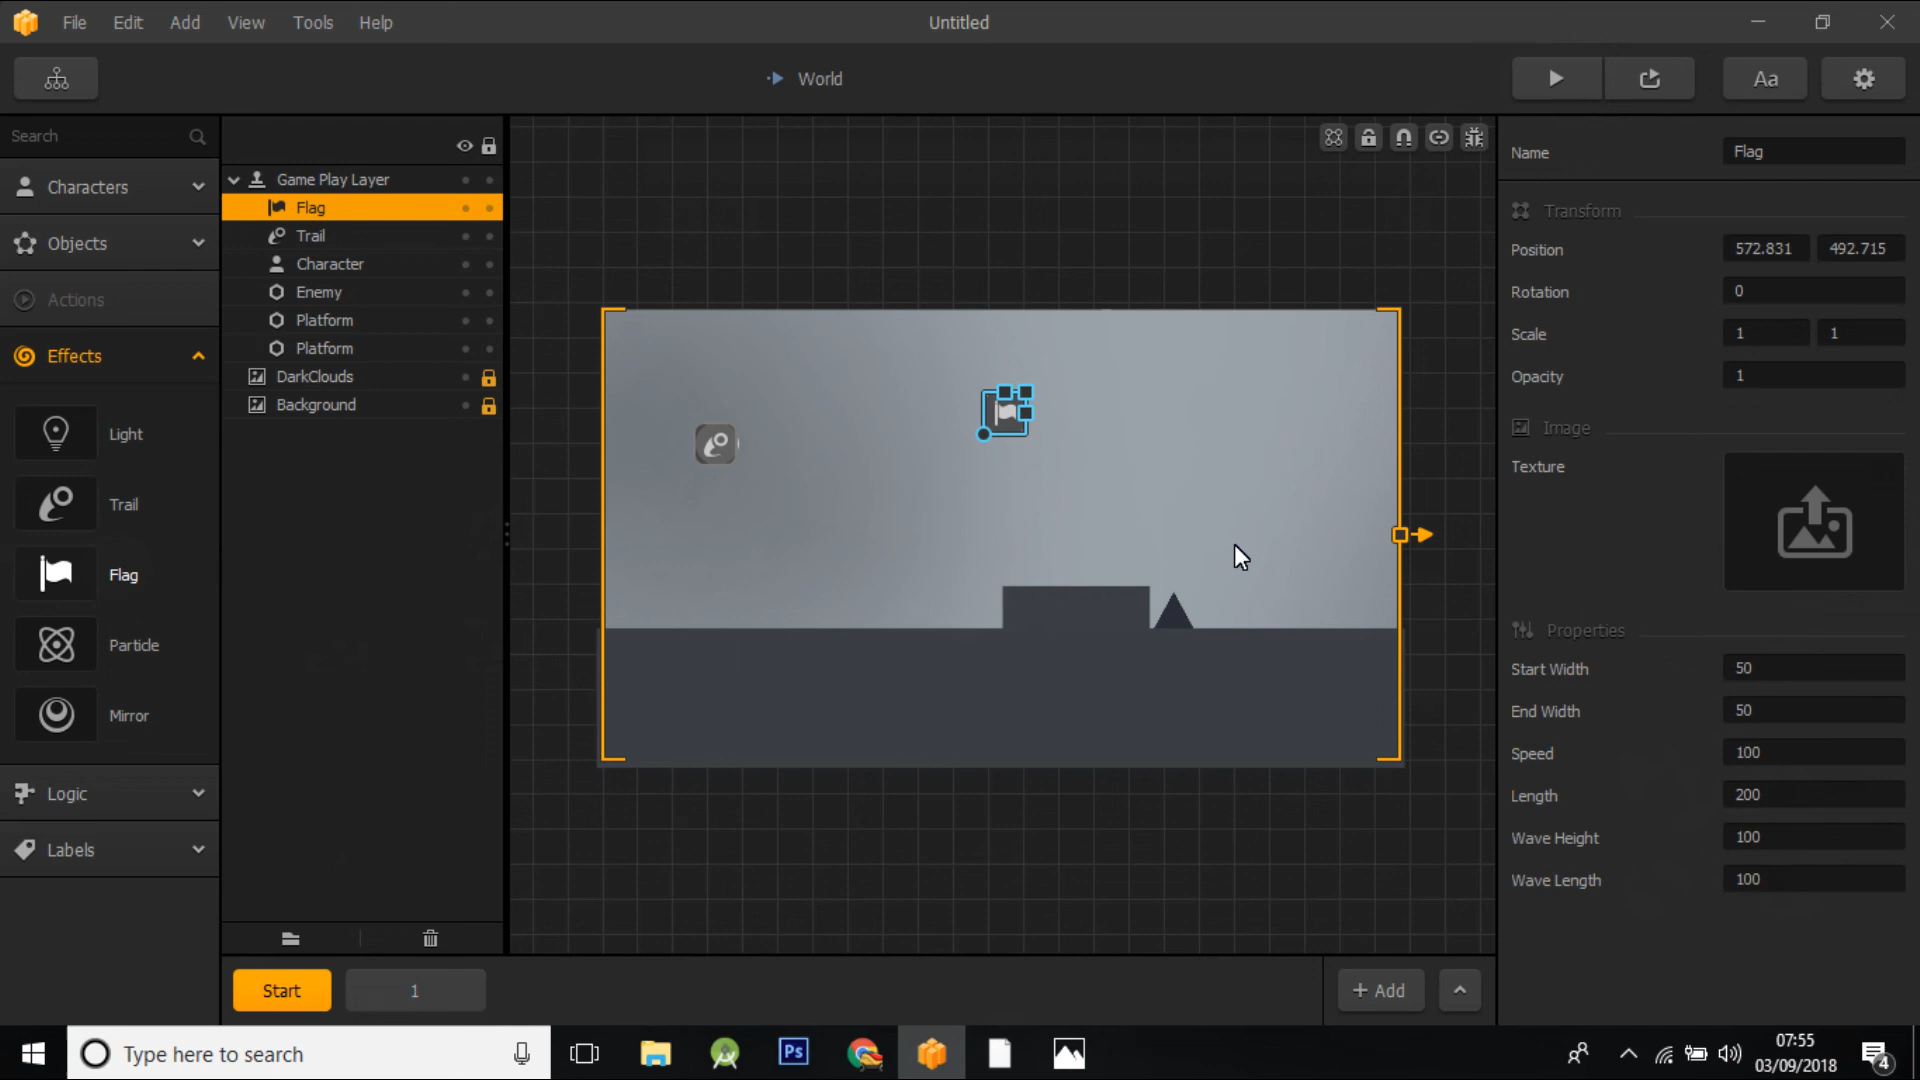 File Edit Add View Tools Help
Untitled
World
Aa
Search
Characters
Objects
Actions
Effects
Light
Trail
Flag
Particle
Mirror
Logic
Labels
Game Play Layer
Flag
Trail
Character
Enemy
Platform
Platform
DarkClouds
Background
Name Flag
Transform
Position 572.831 492.715
Rotation 0
Scale 1 1
Opacity 1
Image
Texture
Properties
Start Width 50
End Width 50
Speed 100
Length 200
Wave Height 100
Wave Length 100
Start 1
+ Add
Type here to search
Ps
07:55
03/09/2018
4